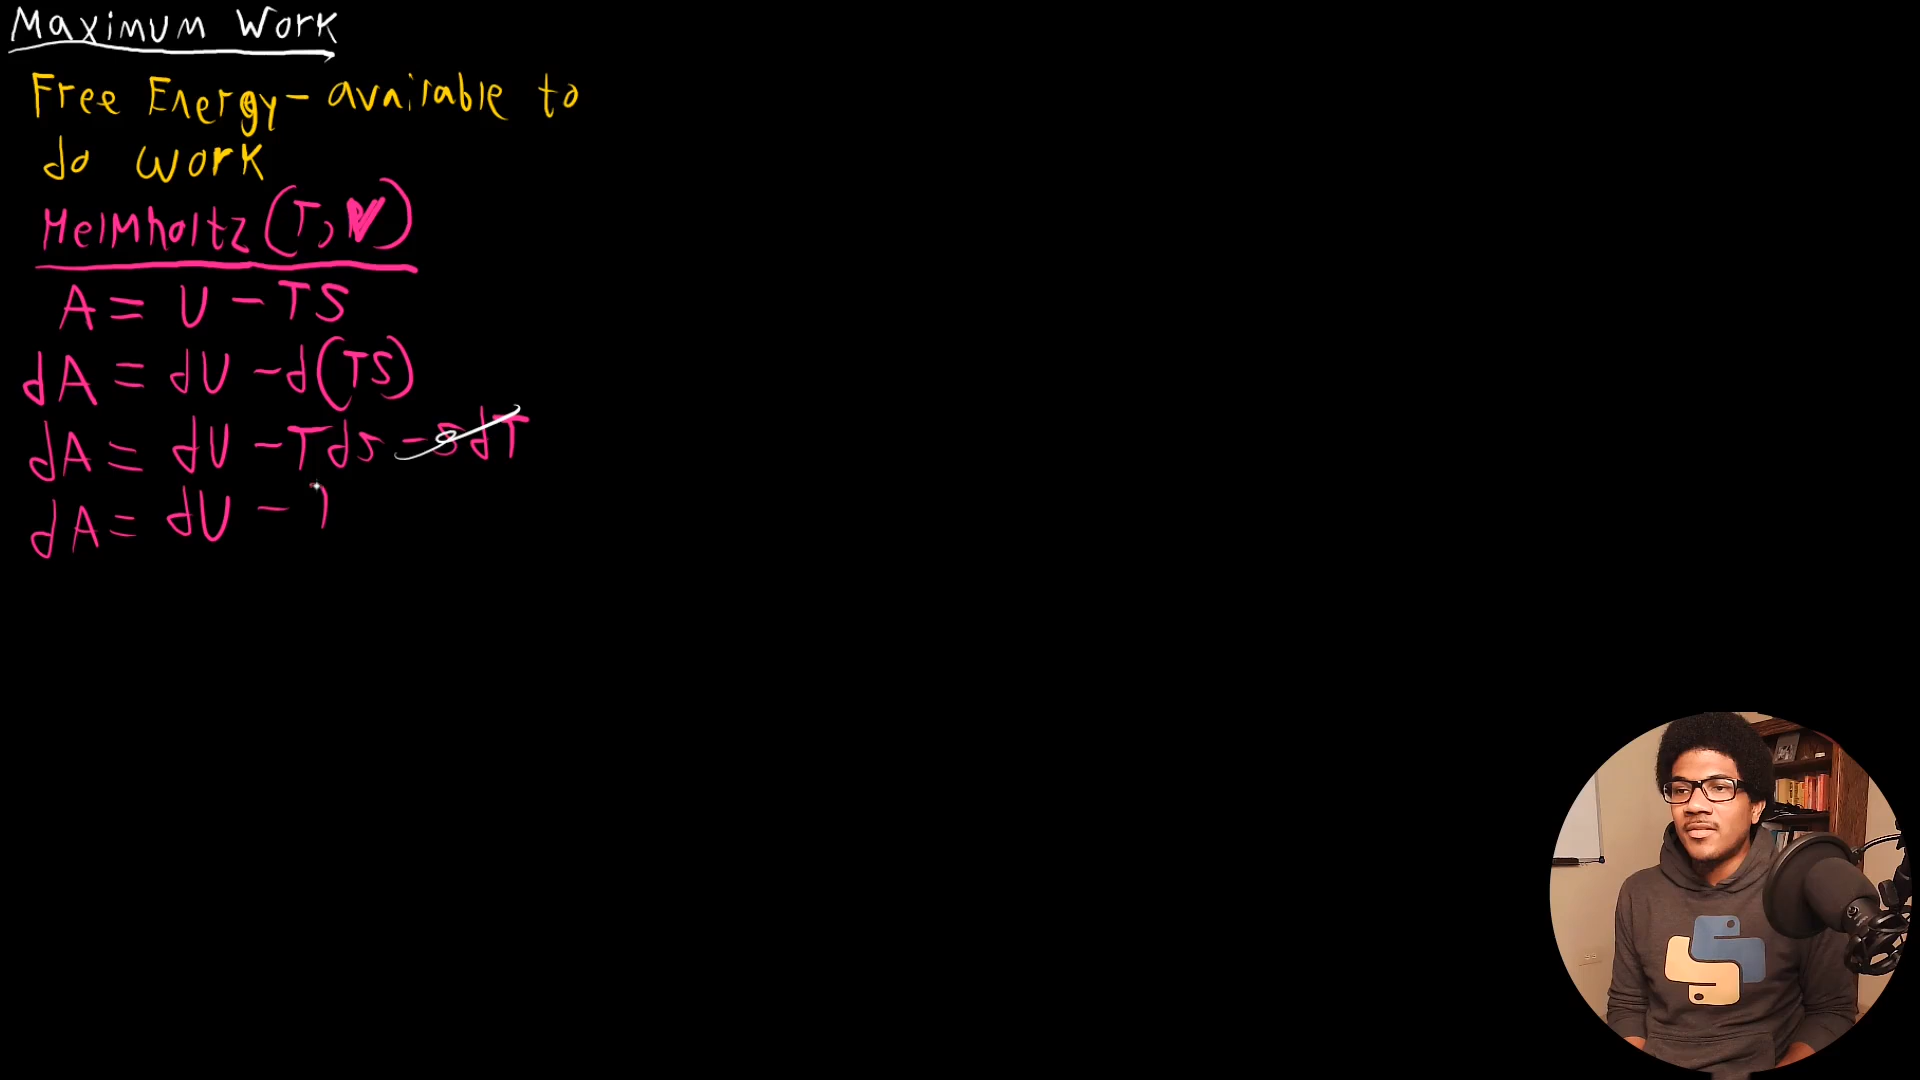 Maximum Work
Free Energy - available to
do work
Helmholtz (T, V)
A = U - TS
dA = dU - d(TS)
dA = dU - TdS - SdT
dA = dU -